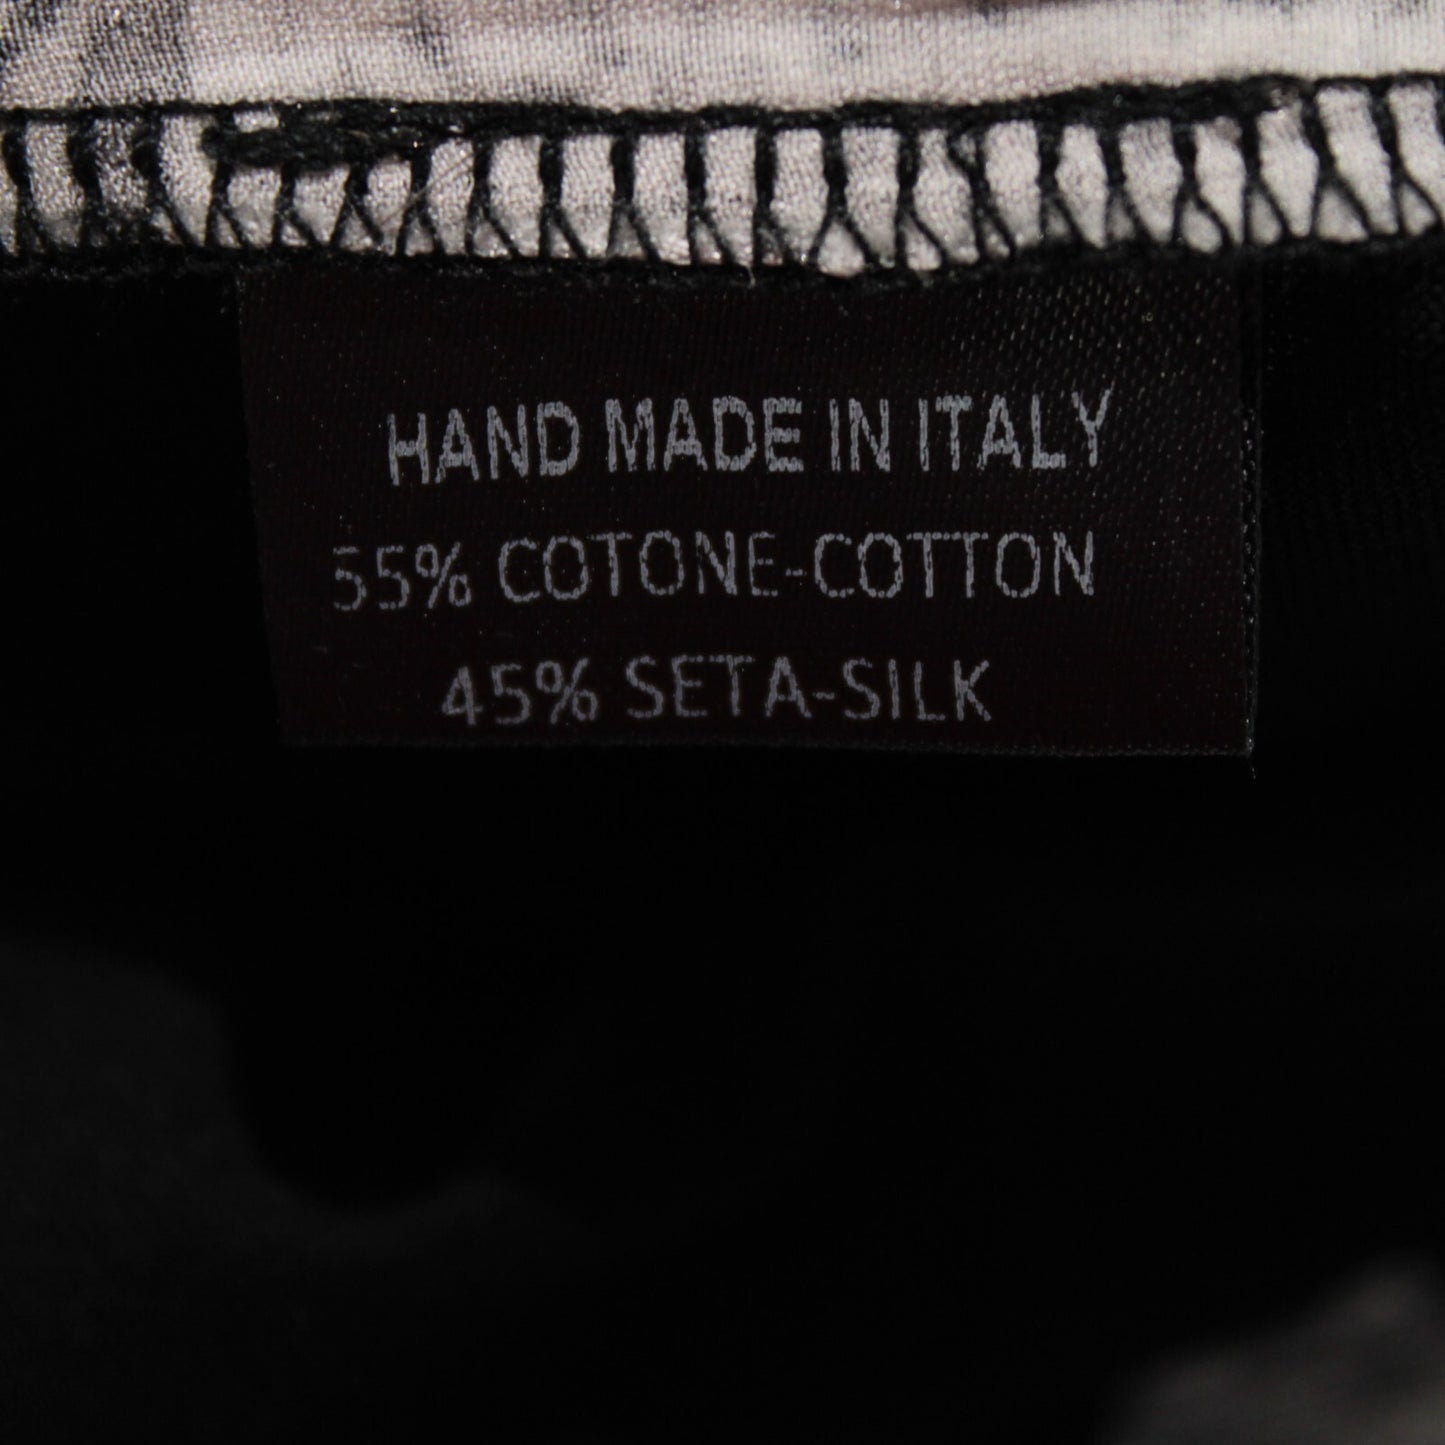 HAND MADE IN ITALY
55% COTONE-COTTON
45% SETA-SILK